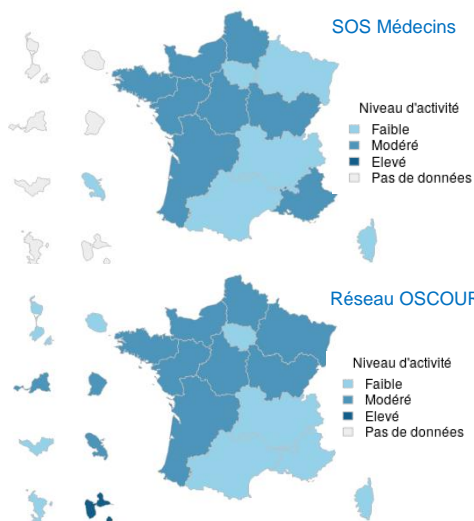 SOS Médecins
Niveau d'activité
Faible
Modéré
Elevé
Pas de données
Réseau OSCOUR
Niveau d'activité
Faible
Modéré
Elevé
Pas de données